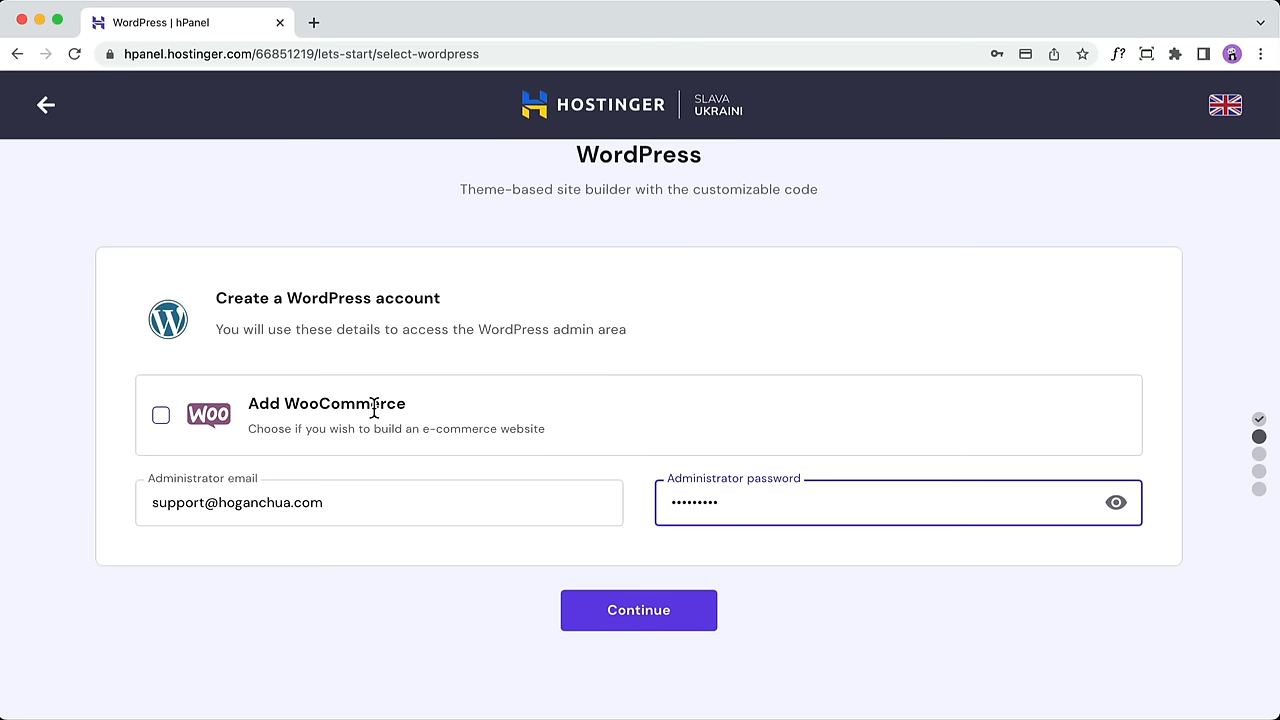 WordPress | hPanel
hpanel.hostinger.com/66851219/lets-start/select-wordpress
f?
HOSTINGER
SLAVA
UKRAINI
WordPress
Theme-based site builder with the customizable code
Create a WordPress account
You will use these details to access the WordPress admin area
WOO
Add WooCommerce
Choose if you wish to build an e-commerce website
Administrator email
support@hoganchua.com
Administrator password
•••••••••
Continue